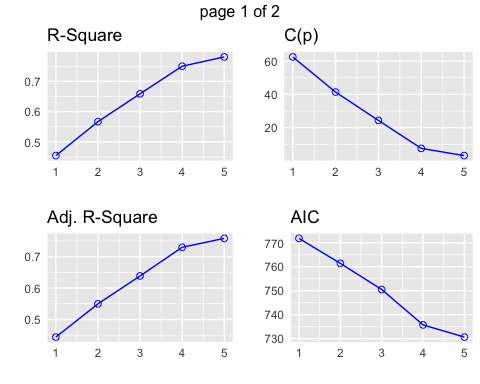 page 1 of 2
R-Square
0.7
0.6
0.5
1 2 3 4 5
C(p)
60
40
20
1 2 3 4 5
Adj. R-Square
0.7
0.6
0.5
1 2 3 4 5
AIC
770
760
750
740
730
1 2 3 4 5